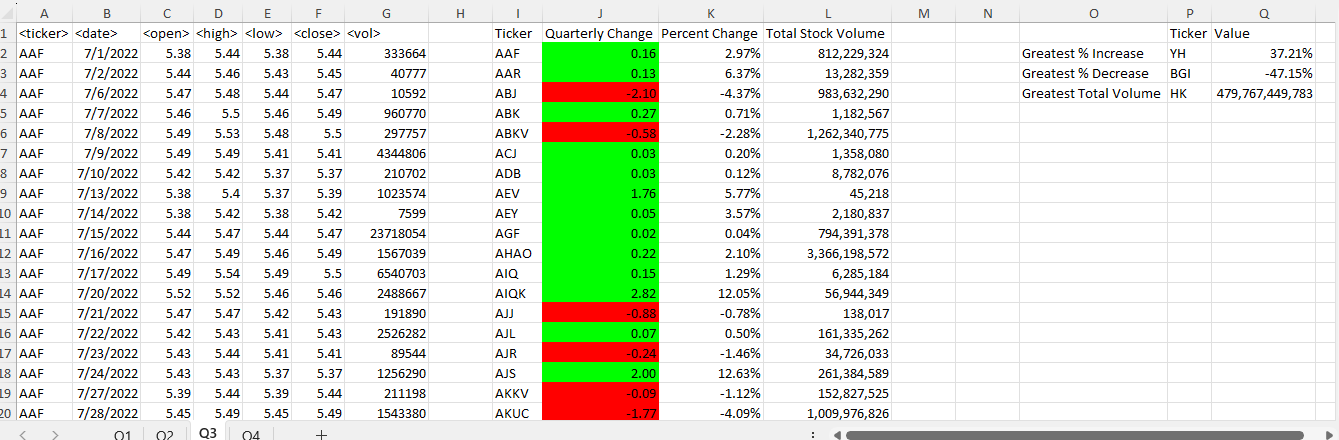 A B C D E F G H I J K L M N O P Q
1 <ticker> <date> <open> <high> <low> <close> <vol> Ticker Quarterly Change Percent Change Total Stock Volume Ticker Value
2 AAF 7/1/2022 5.38 5.44 5.38 5.44 333664 AAF 0.16 2.97% 812,229,324 Greatest % Increase YH 37.21%
3 AAF 7/2/2022 5.44 5.46 5.43 5.45 40777 AAR 0.13 6.37% 13,282,359 Greatest % Decrease BGI -47.15%
4 AAF 7/6/2022 5.47 5.48 5.44 5.47 10592 ABJ -2.10 -4.37% 983,632,290 Greatest Total Volume HK 479,767,449,783
5 AAF 7/7/2022 5.46 5.5 5.46 5.49 960770 ABK 0.27 0.71% 1,182,567
6 AAF 7/8/2022 5.49 5.53 5.48 5.5 297757 ABKV -0.58 -2.28% 1,262,340,775
7 AAF 7/9/2022 5.49 5.49 5.41 5.41 4344806 ACJ 0.03 0.20% 1,358,080
8 AAF 7/10/2022 5.42 5.42 5.37 5.37 210702 ADB 0.03 0.12% 8,782,076
9 AAF 7/13/2022 5.38 5.4 5.37 5.39 1023574 AEV 1.76 5.77% 45,218
10 AAF 7/14/2022 5.38 5.42 5.38 5.42 7599 AEY 0.05 3.57% 2,180,837
11 AAF 7/15/2022 5.44 5.47 5.44 5.47 23718054 AGF 0.02 0.04% 794,391,378
12 AAF 7/16/2022 5.47 5.49 5.46 5.49 1567039 AHAO 0.22 2.10% 3,366,198,572
13 AAF 7/17/2022 5.49 5.54 5.49 5.5 6540703 AIQ 0.15 1.29% 6,285,184
14 AAF 7/20/2022 5.52 5.52 5.46 5.46 2488667 AIQK 2.82 12.05% 56,944,349
15 AAF 7/21/2022 5.47 5.47 5.42 5.43 191890 AJJ -0.88 -0.78% 138,017
16 AAF 7/22/2022 5.42 5.43 5.41 5.43 2526282 AJL 0.07 0.50% 161,335,262
17 AAF 7/23/2022 5.43 5.44 5.41 5.41 89544 AJR -0.24 -1.46% 34,726,033
18 AAF 7/24/2022 5.43 5.43 5.37 5.37 1256290 AJS 2.00 12.63% 261,384,589
19 AAF 7/27/2022 5.39 5.44 5.39 5.44 211198 AKKV -0.09 -1.12% 152,827,525
20 AAF 7/28/2022 5.45 5.49 5.45 5.49 1543380 AKUC -1.77 -4.09% 1,009,976,826
Q1 Q2 Q3 Q4